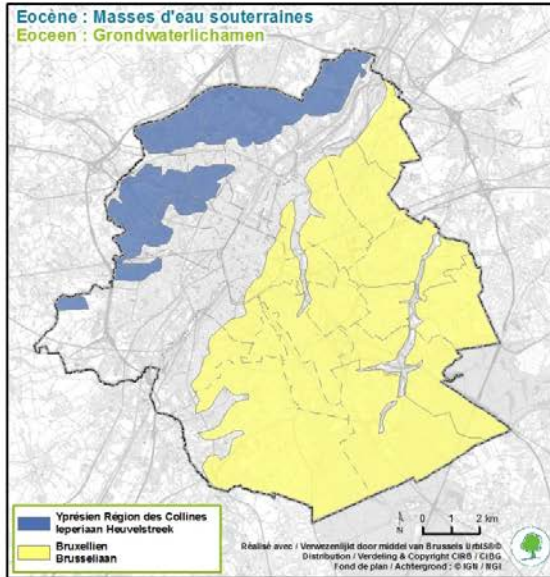 Eocène : Masses d'eau souterraines
Eoceen : Grondwaterlichamen
Yprésien Région des Collines
Ieperiaan Heuvelstreek
Bruxellien
Brusseliaan
N
0 1 2 km
Réalisé avec / Verwezenlijkt door middel van Brussels UrbIS®©
Distribution / Verdeling & Copyright CIRB / CIBG
Fond de plan / Achtergrond : © IGN / NGI